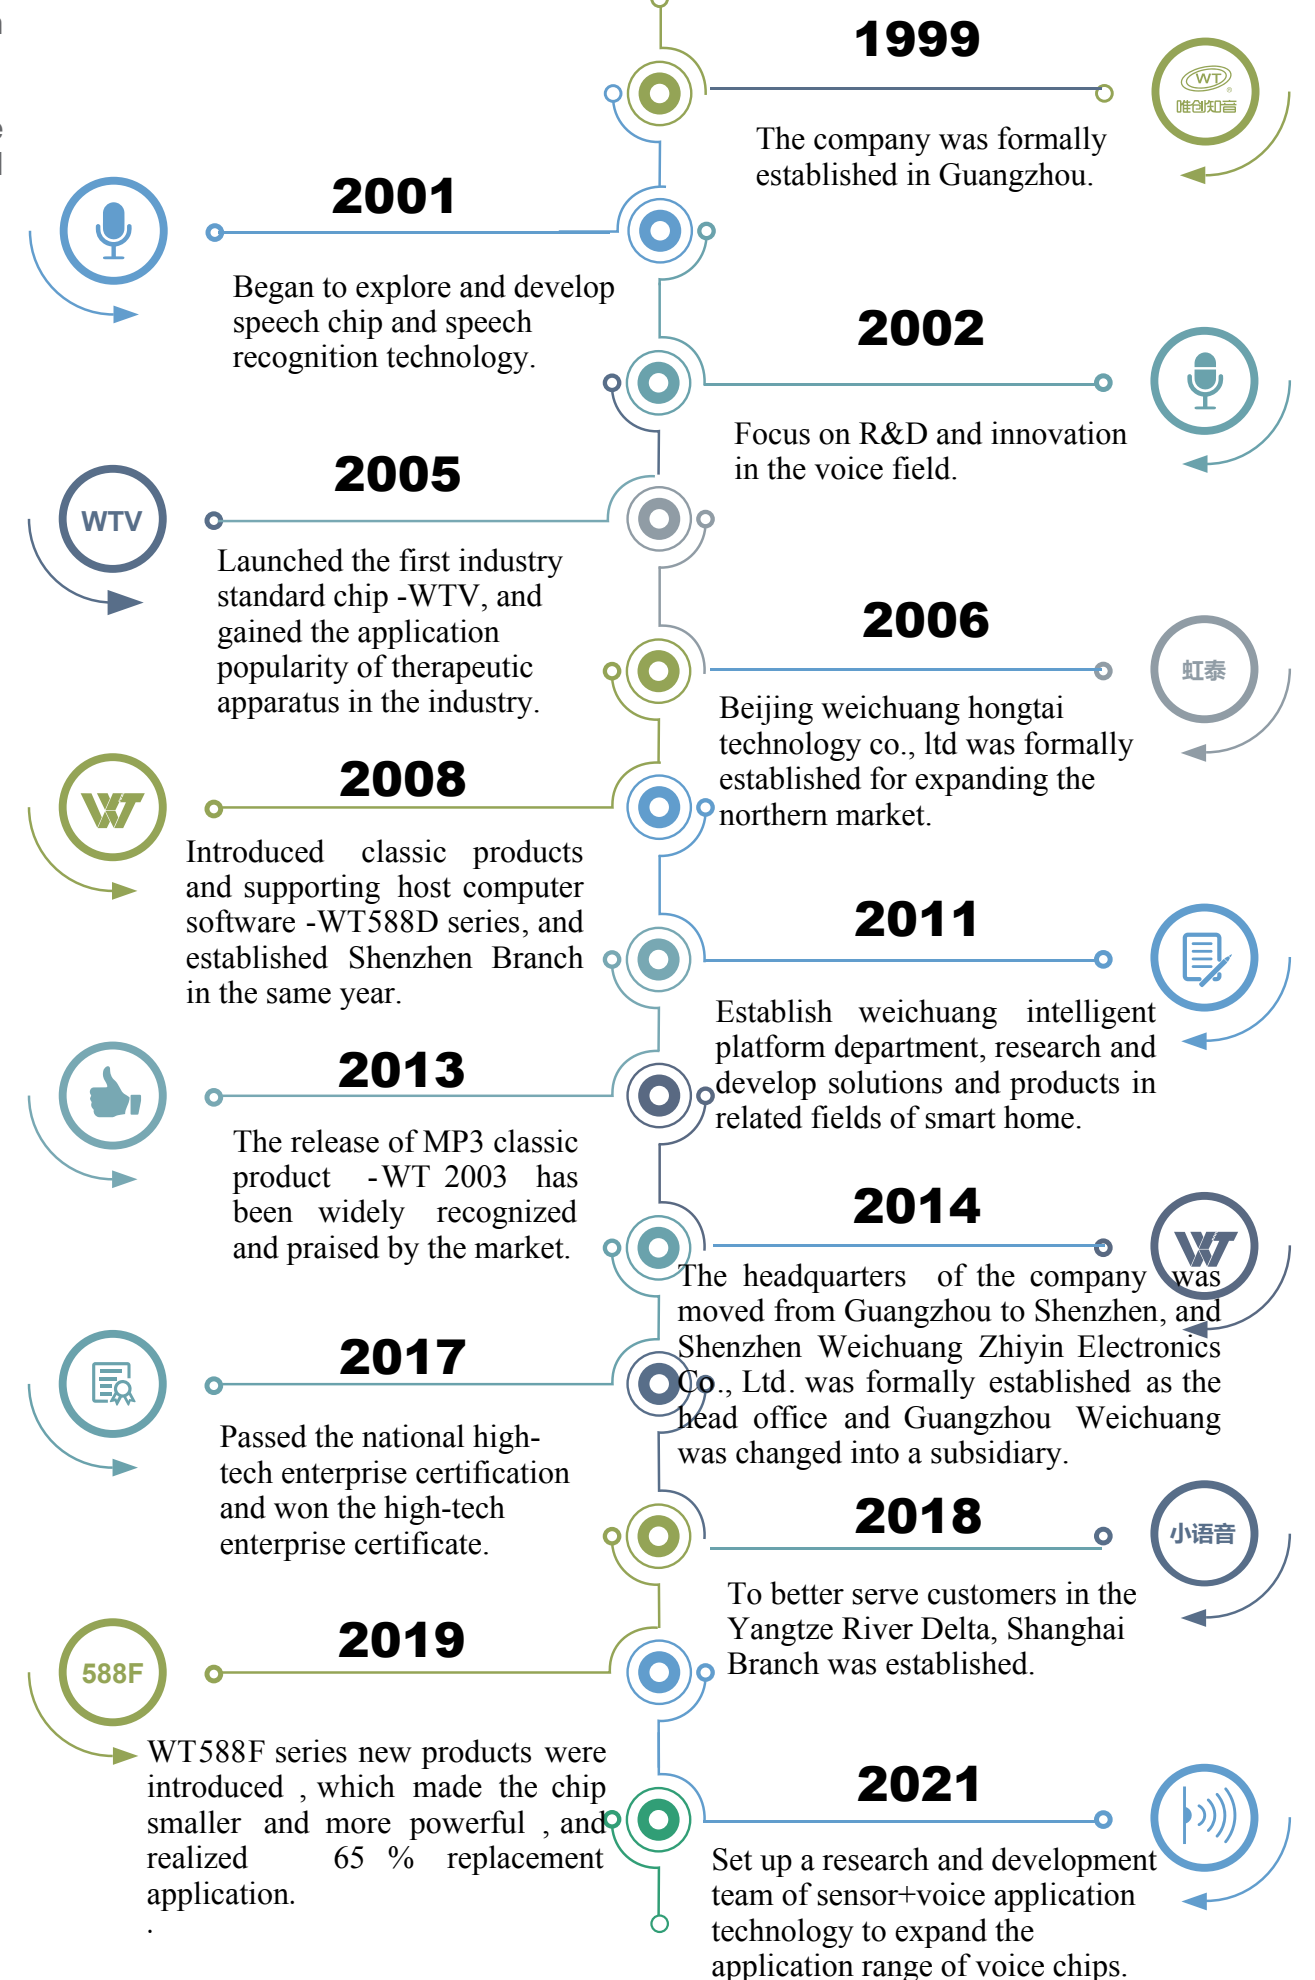 1999
WT
唯创知音
The company was formally
established in Guangzhou.
2001
Began to explore and develop
speech chip and speech
recognition technology.
2002
Focus on R&D and innovation
in the voice field.
2005
WTV
Launched the first industry
standard chip -WTV, and
gained the application
popularity of therapeutic
apparatus in the industry.
2006
虹泰
Beijing weichuang hongtai
technology co., ltd was formally
established for expanding the
northern market.
2008
WT
Introduced classic products
and supporting host computer
software -WT588D series, and
established Shenzhen Branch
in the same year.
2011
Establish weichuang intelligent
platform department, research and
develop solutions and products in
related fields of smart home.
2013
The release of MP3 classic
product -WT 2003 has
been widely recognized
and praised by the market.
2014
WT
The headquarters of the company was
moved from Guangzhou to Shenzhen, and
Shenzhen Weichuang Zhiyin Electronics
Co., Ltd. was formally established as the
head office and Guangzhou Weichuang
was changed into a subsidiary.
2017
Passed the national high-
tech enterprise certification
and won the high-tech
enterprise certificate.
2018
小语音
To better serve customers in the
Yangtze River Delta, Shanghai
Branch was established.
2019
588F
WT588F series new products were
introduced , which made the chip
smaller and more powerful , and
realized 65 % replacement
application.
.
2021
Set up a research and development
team of sensor+voice application
technology to expand the
application range of voice chips.